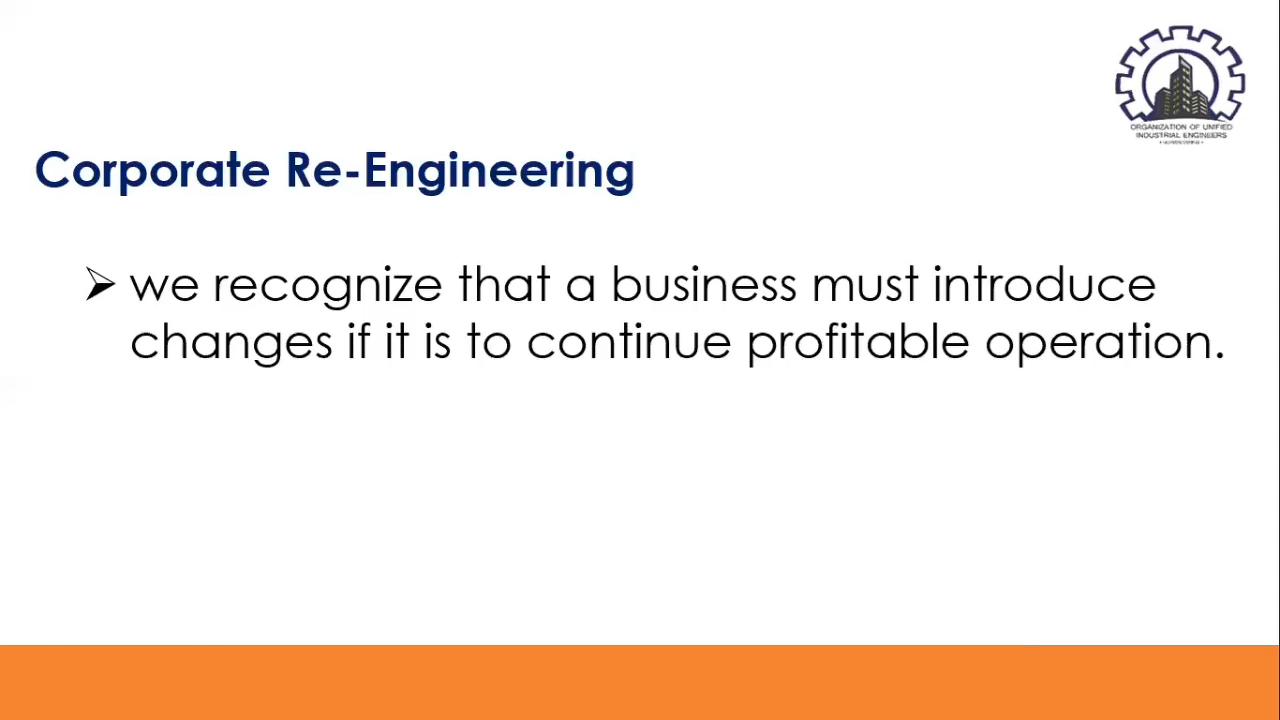 ORGANIZATION OF UNIFIED
INDUSTRIAL ENGINEERS
Corporate Re-Engineering
➢ we recognize that a business must introduce
changes if it is to continue profitable operation.